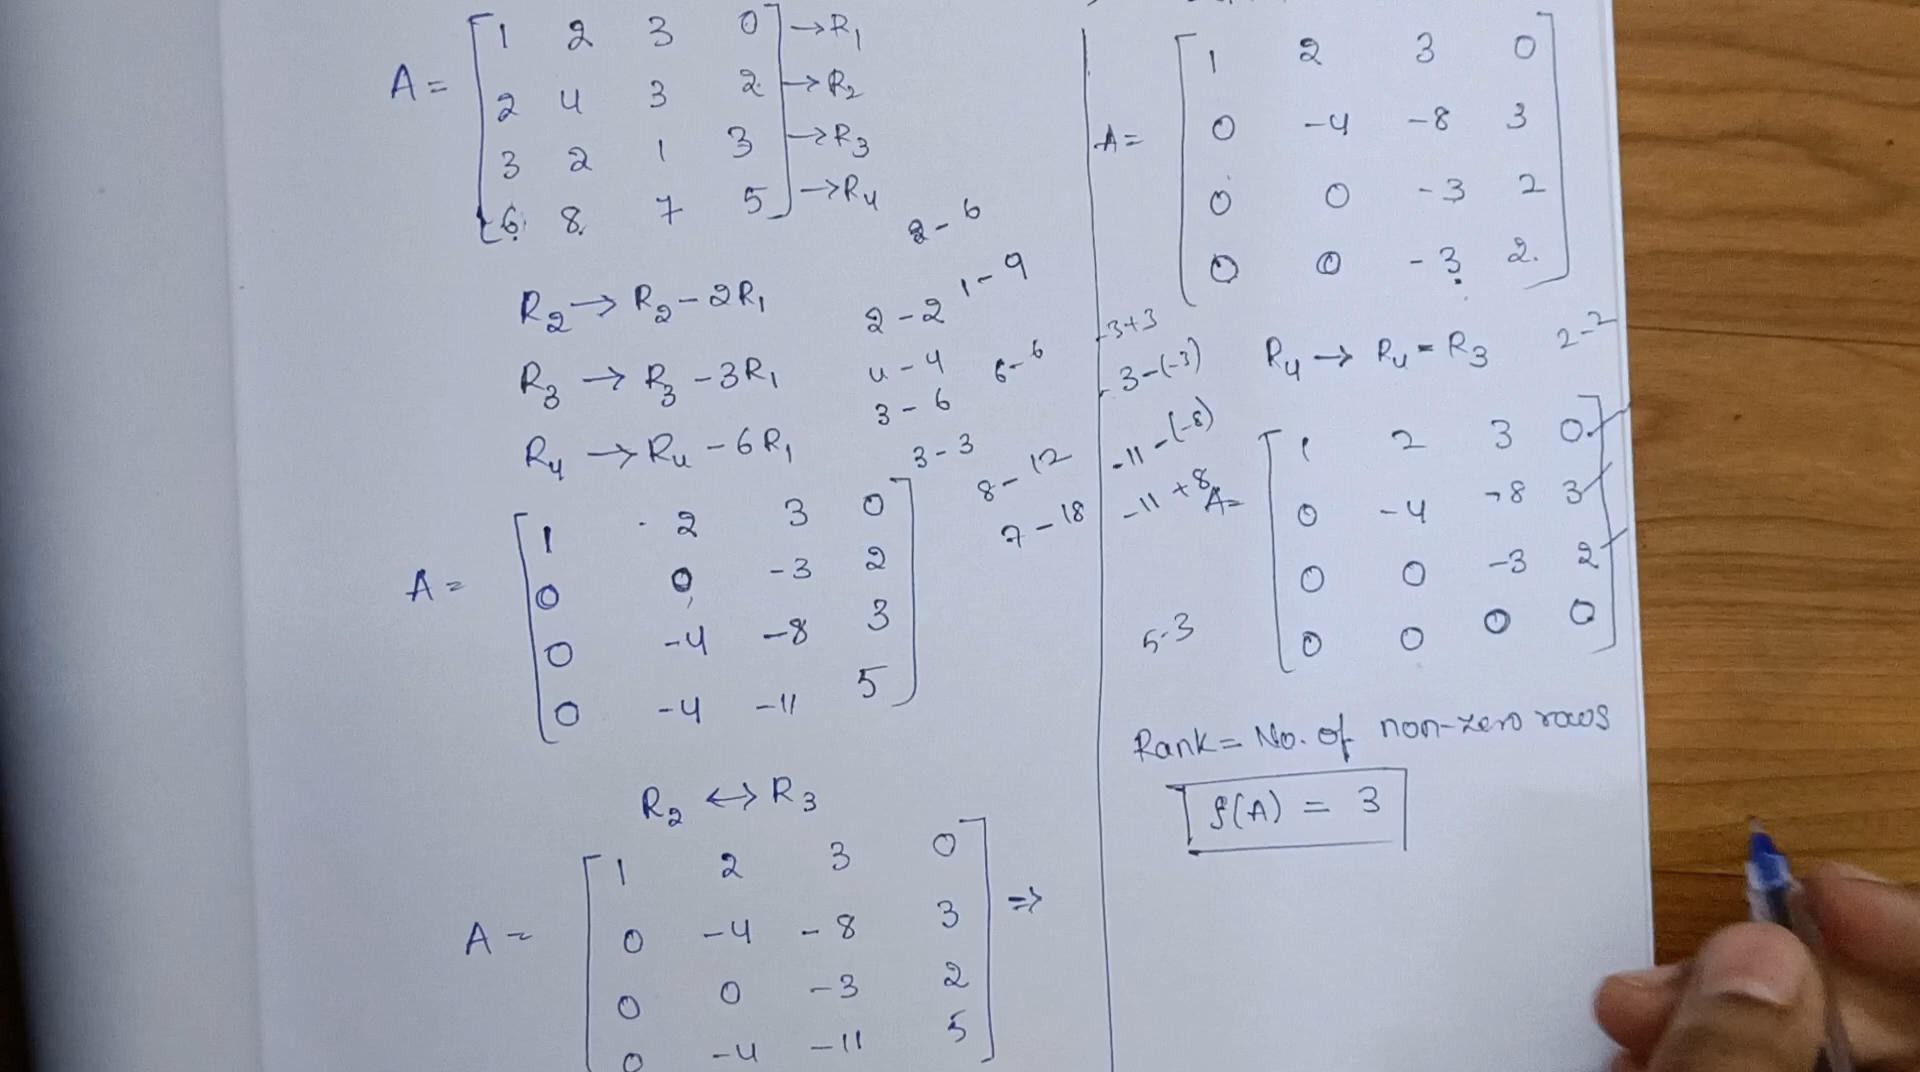 A = [1 2 3 0] → R₁
2 4 3 2 → R₂
3 2 1 3 → R₃
6 8 7 5 → R₄
R₂ → R₂ - 2R₁
R₃ → R₃ - 3R₁
R₄ → R₄ - 6R₁
2 - 6
1 - 9
2 - 2
4 - 4
6 - 6
3 - 6
3 - 3
8 - 12
7 - 18
A = [1 2 3 0]
0 0 -3 2
0 -4 -8 3
0 -4 -11 5
R₂ ↔ R₃
A = [1 2 3 0]
0 -4 -8 3 ⇒
0 0 -3 2
0 -4 -11 5
A = [1 2 3 0]
0 -4 -8 3
0 0 -3 2
0 0 -3 2.
-3+3
-3-(-3)
R₄ → R₄ - R₃
2-2
-11-(-8)
-11+8
A = [1 2 3 0]
0 -4 -8 3
0 0 -3 2
0 0 0 0
5-3
Rank = No. of non-zero rows
ρ(A) = 3